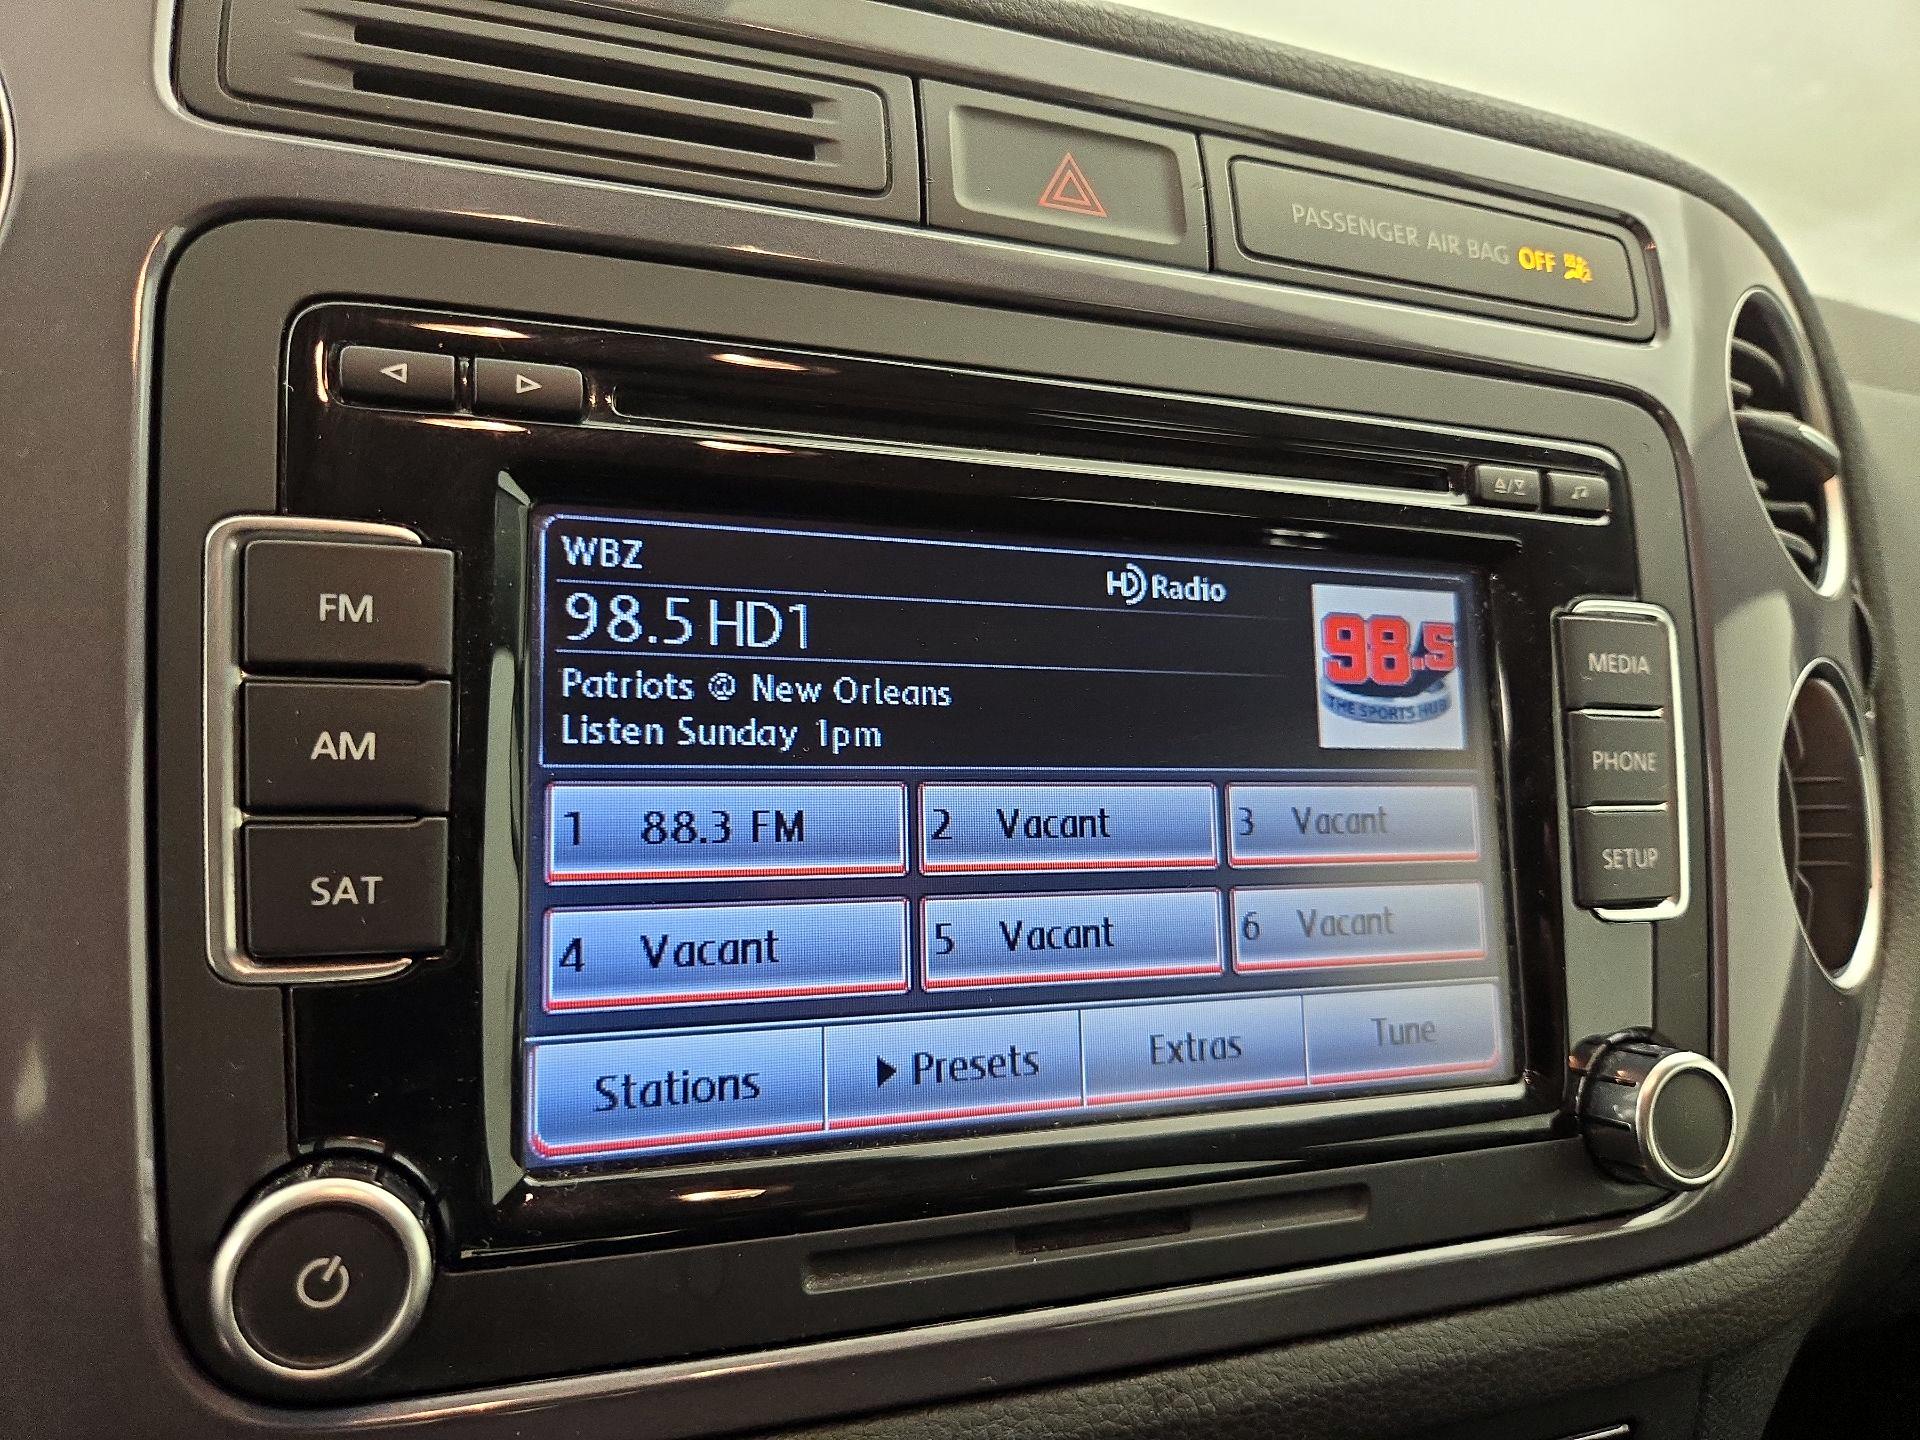 PASSENGER AIR BAG OFF
WBZ
HD Radio
98.5 HD1
Patriots @ New Orleans
Listen Sunday 1pm
98.5
THE SPORTS HUB
FM
AM
SAT
MEDIA
PHONE
SETUP
1 88.3 FM
2 Vacant
3 Vacant
4 Vacant
5 Vacant
6 Vacant
Stations
Presets
Extras
Tune